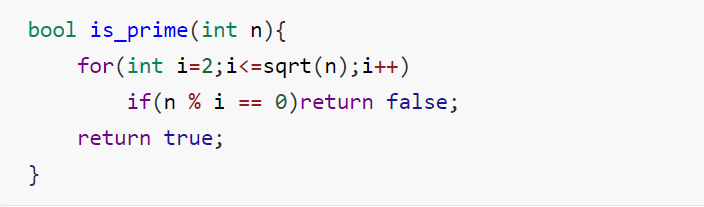 bool is_prime(int n){
    for(int i=2;i<=sqrt(n);i++)
        if(n % i == 0)return false;
    return true;
}